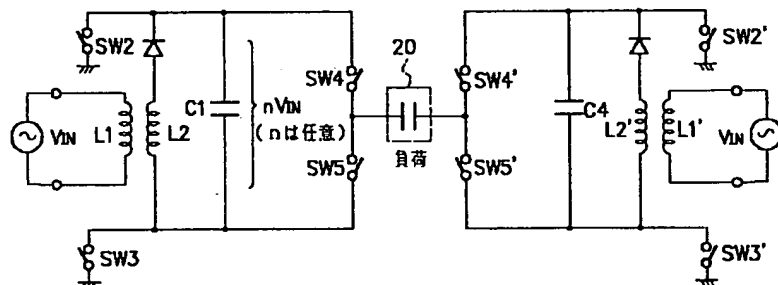 SW2
VIN
L1
L2
C1
nVIN
(nは任意)
SW3
SW4
SW5
20
負荷
SW4'
SW5'
C4
L2'
L1'
VIN
SW2'
SW3'